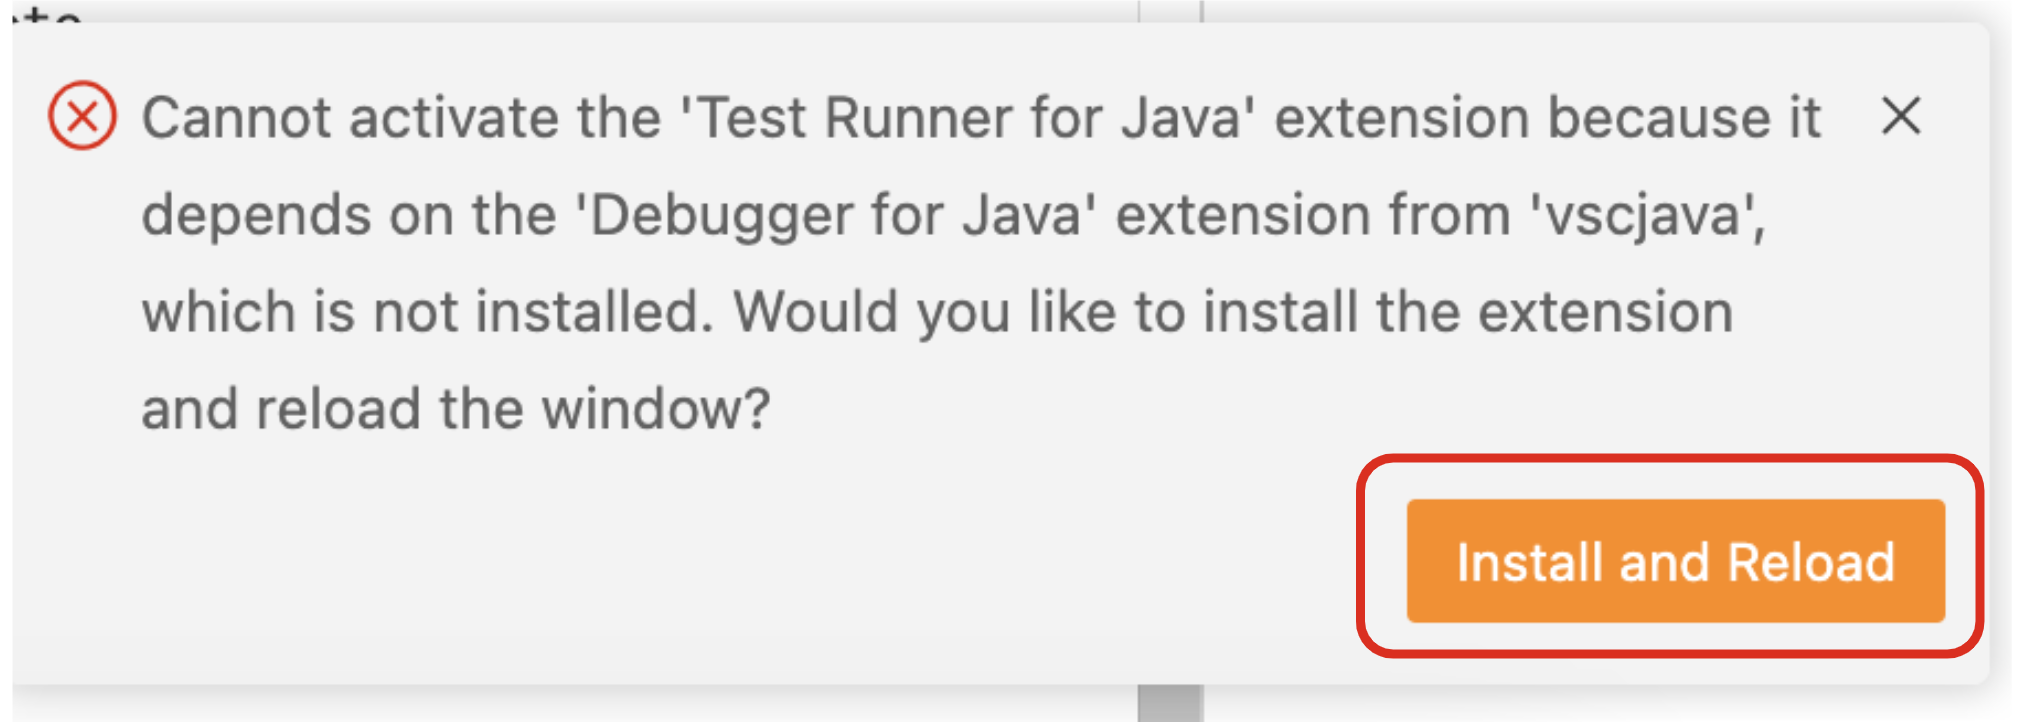 Cannot activate the 'Test Runner for Java' extension because it
depends on the 'Debugger for Java' extension from 'vscjava',
which is not installed. Would you like to install the extension
and reload the window?
Install and Reload